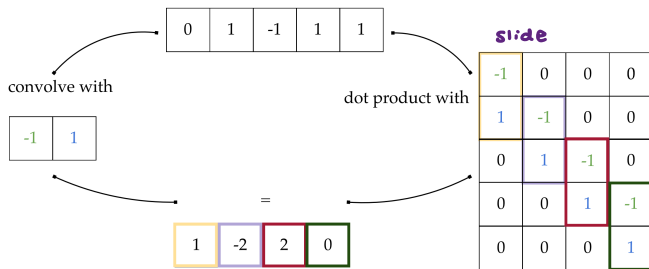 0 1 -1 1 1
slide
convolve with
dot product with
-1 1
-1 0 0 0
1 -1 0 0
0 1 -1 0
0 0 1 -1
0 0 0 1
=
1 -2 2 0